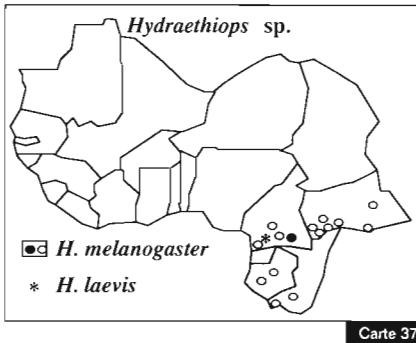 Hydraethiops sp.
H. melanogaster
* H. laevis
Carte 37